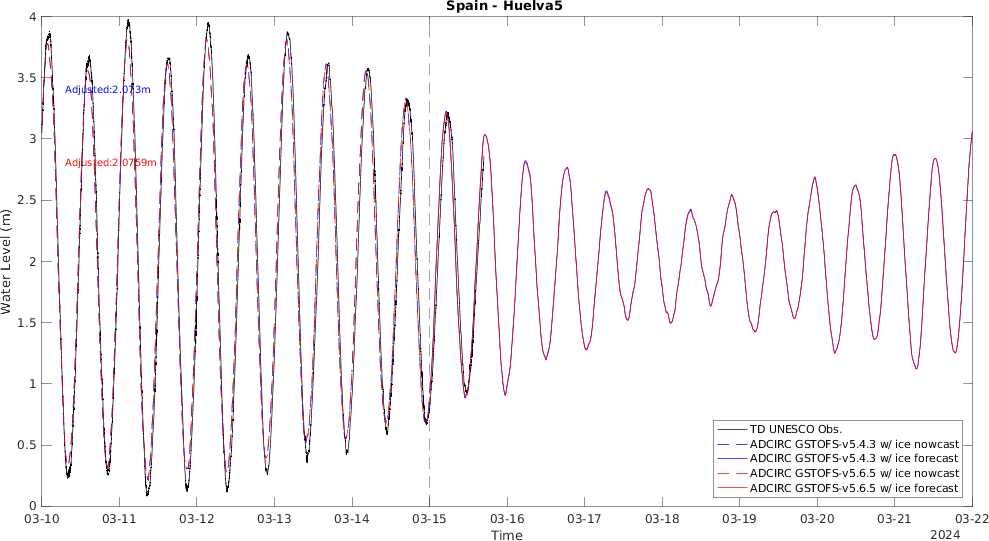 Spain - Huelva5
4
3.5
3
2.5
2
1.5
1
0.5
0
Water Level (m)
Adjusted:2.073m
Adjusted:2.0759m
TD UNESCO Obs.
ADCIRC GSTOFS-v5.4.3 w/ ice nowcast
ADCIRC GSTOFS-v5.4.3 w/ ice forecast
ADCIRC GSTOFS-v5.6.5 w/ ice nowcast
ADCIRC GSTOFS-v5.6.5 w/ ice forecast
03-10 03-11 03-12 03-13 03-14 03-15 03-16 03-17 03-18 03-19 03-20 03-21 03-22
Time
2024